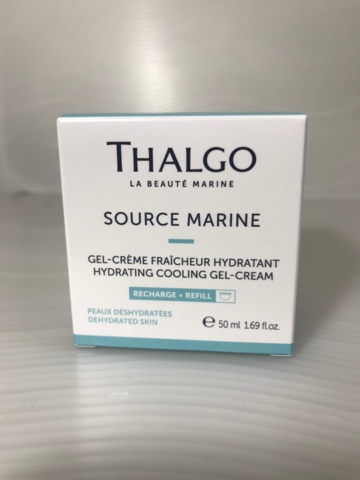 THALGO
LA BEAUTÉ MARINE
SOURCE MARINE
GEL-CRÈME FRAÎCHEUR HYDRATANT
HYDRATING COOLING GEL-CREAM
RECHARGE • REFILL
PEAUX DÉSHYDRATÉES
DEHYDRATED SKIN
℮ 50 ml 1.69 fl.oz.